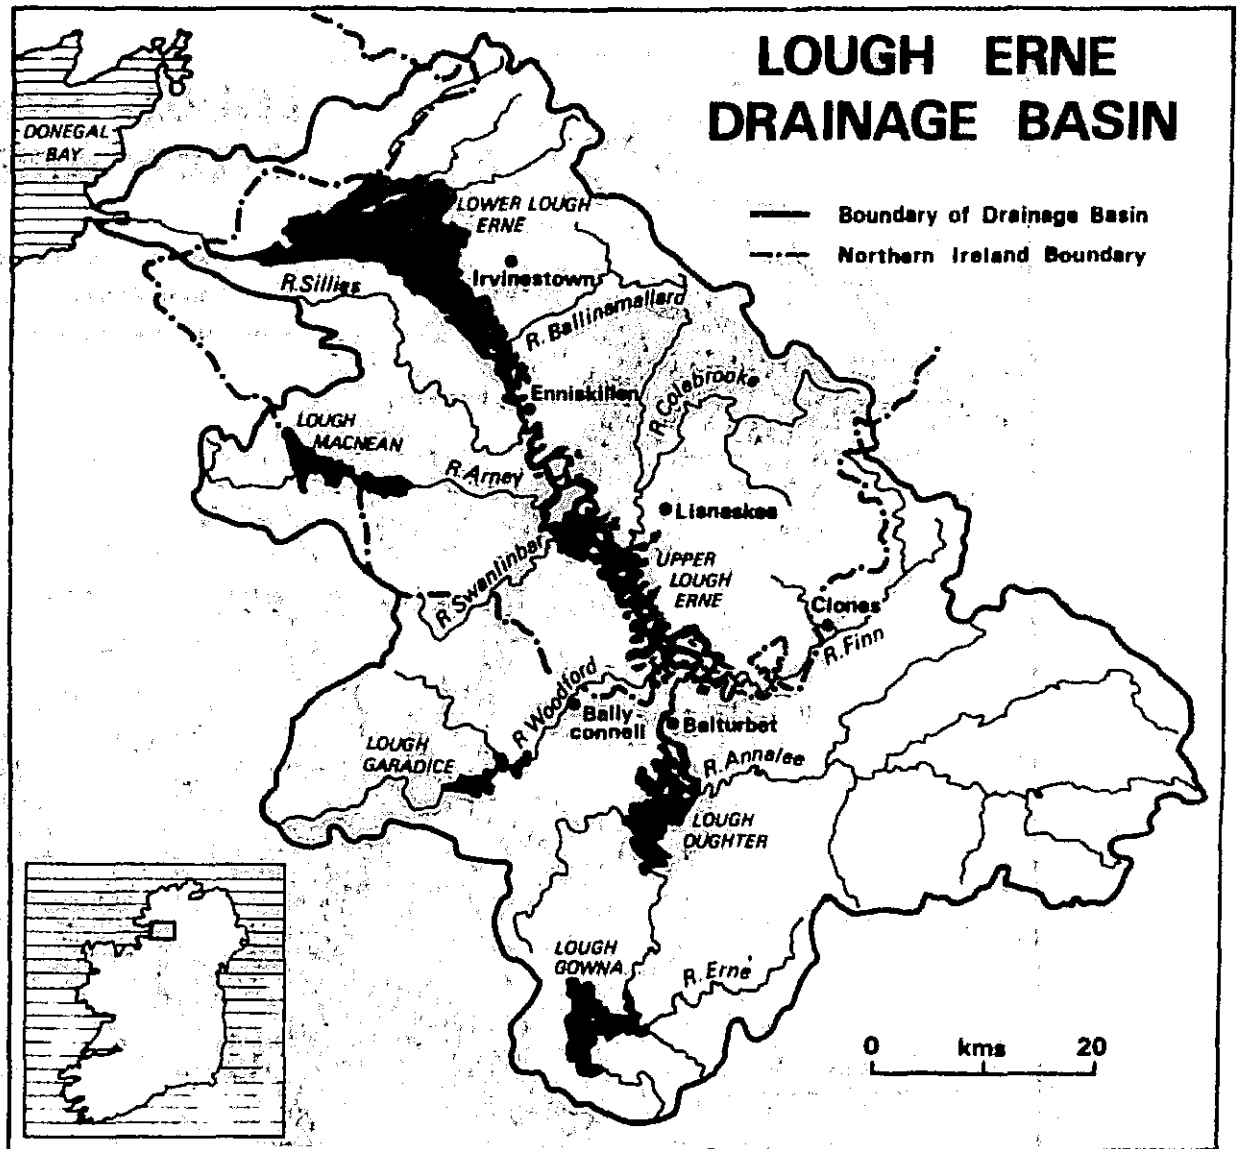 LOUGH ERNE
DRAINAGE BASIN
Boundary of Drainage Basin
Northern Ireland Boundary
DONEGAL
BAY
LOWER LOUGH
ERNE
Irvinestown
R.Sillies
R. Ballinamallard
Enniskillen
R. Colebrooke
LOUGH
MACNEAN
R.Arney
Lisnaskea
R. Swanlinbar
UPPER
LOUGH
ERNE
Clones
R.Finn
R. Woodford
Bally
connell
Belturbet
LOUGH
GARADICE
R. Annalee
LOUGH
OUGHTER
LOUGH
GOWNA
R. Erne
0 kms 20